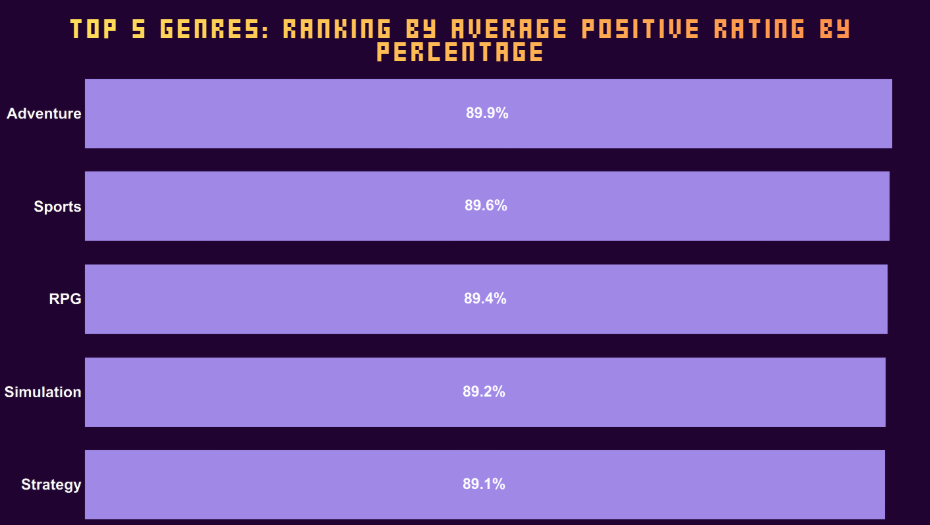 TOP 5 GENRES: RANKING BY AVERAGE POSITIVE RATING BY
PERCENTAGE
Adventure 89.9%
Sports 89.6%
RPG 89.4%
Simulation 89.2%
Strategy 89.1%